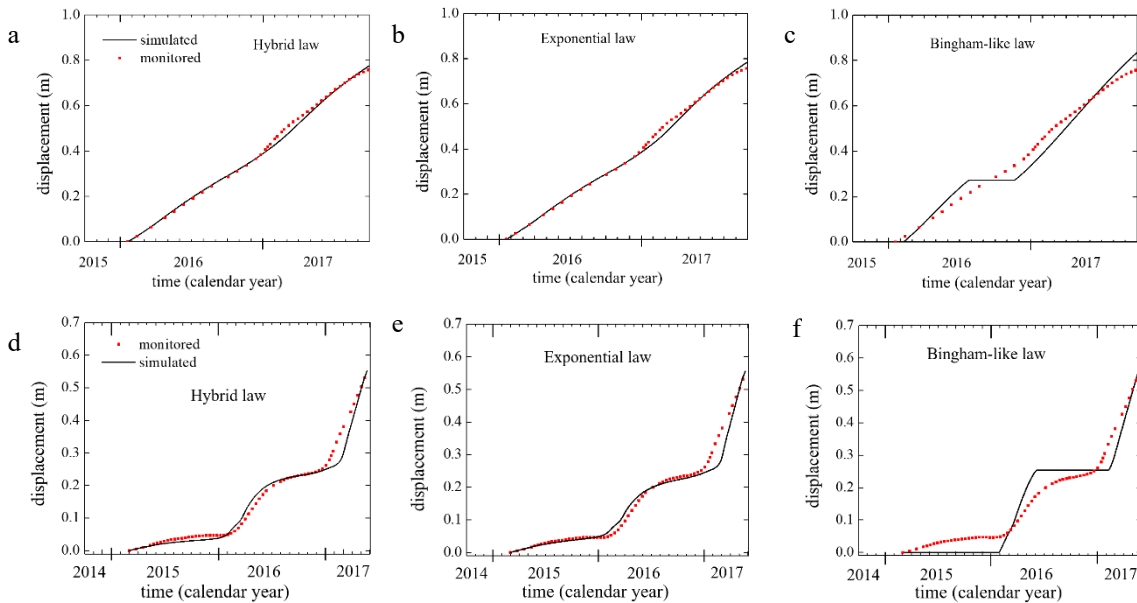 a
1.0
0.8
0.6
0.4
0.2
0.0
displacement (m)
simulated
monitored
Hybrid law
2015
2016
2017
time (calendar year)
b
1.0
0.8
0.6
0.4
0.2
0.0
displacement (m)
Exponential law
2015
2016
2017
time (calendar year)
c
1.0
0.8
0.6
0.4
0.2
0.0
displacement (m)
Bingham-like law
2015
2016
2017
time (calendar year)
d
0.7
0.6
0.5
0.4
0.3
0.2
0.1
0.0
displacement (m)
monitored
simulated
Hybrid law
2014
2015
2016
2017
time (calendar year)
e
0.7
0.6
0.5
0.4
0.3
0.2
0.1
0.0
displacement (m)
Exponential law
2014
2015
2016
2017
time (calendar year)
f
0.7
0.6
0.5
0.4
0.3
0.2
0.1
0.0
displacement (m)
Bingham-like law
2014
2015
2016
2017
time (calendar year)